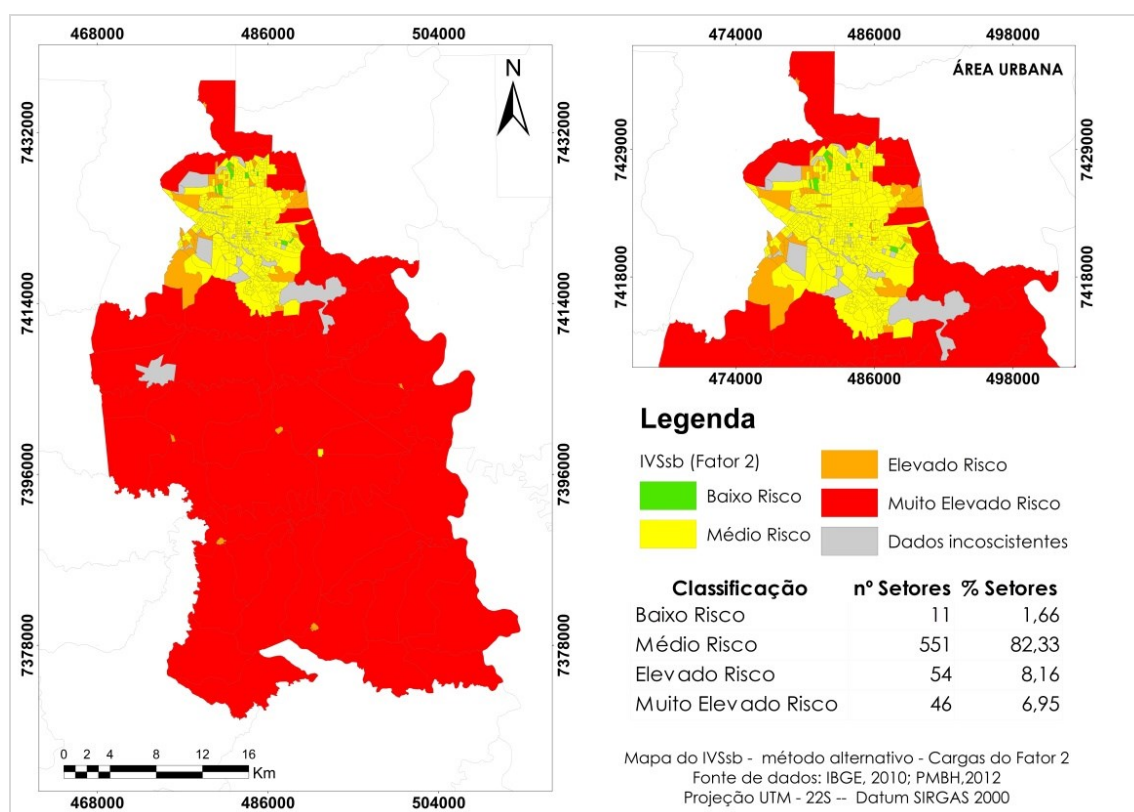 468000 486000 504000
N
7432000 7432000
7414000 7414000
7396000 7396000
7378000 7378000
0 2 4 8 12 16
Km
468000 486000 504000
474000 486000 498000
ÁREA URBANA
7429000 7429000
7418000 7418000
474000 486000 498000
Legenda
IVSsb (Fator 2)
Baixo Risco
Médio Risco
Elevado Risco
Muito Elevado Risco
Dados incoscistentes
Classificação nº Setores % Setores
Baixo Risco 11 1,66
Médio Risco 551 82,33
Elevado Risco 54 8,16
Muito Elevado Risco 46 6,95
Mapa do IVSsb - método alternativo - Cargas do Fator 2
Fonte de dados: IBGE, 2010; PMBH,2012
Projeção UTM - 22S -- Datum SIRGAS 2000